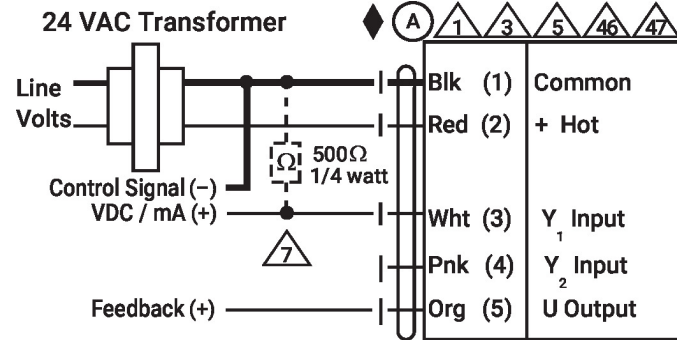 24 VAC Transformer
A 1 3 5 46 47
Line
Volts
Blk (1) Common
Red (2) + Hot
Ω 500Ω
1/4 watt
Control Signal (−)
VDC / mA (+)
Wht (3) Y1 Input
7
Pnk (4) Y2 Input
Feedback (+)
Org (5) U Output